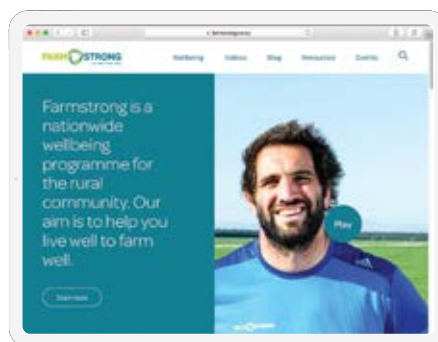 FARMSTRONG
Wellbeing Videos Blog Resources Events
Farmstrong is a
nationwide
wellbeing
programme for
the rural
community. Our
aim is to help you
live well to farm
well.
Play
Start Now